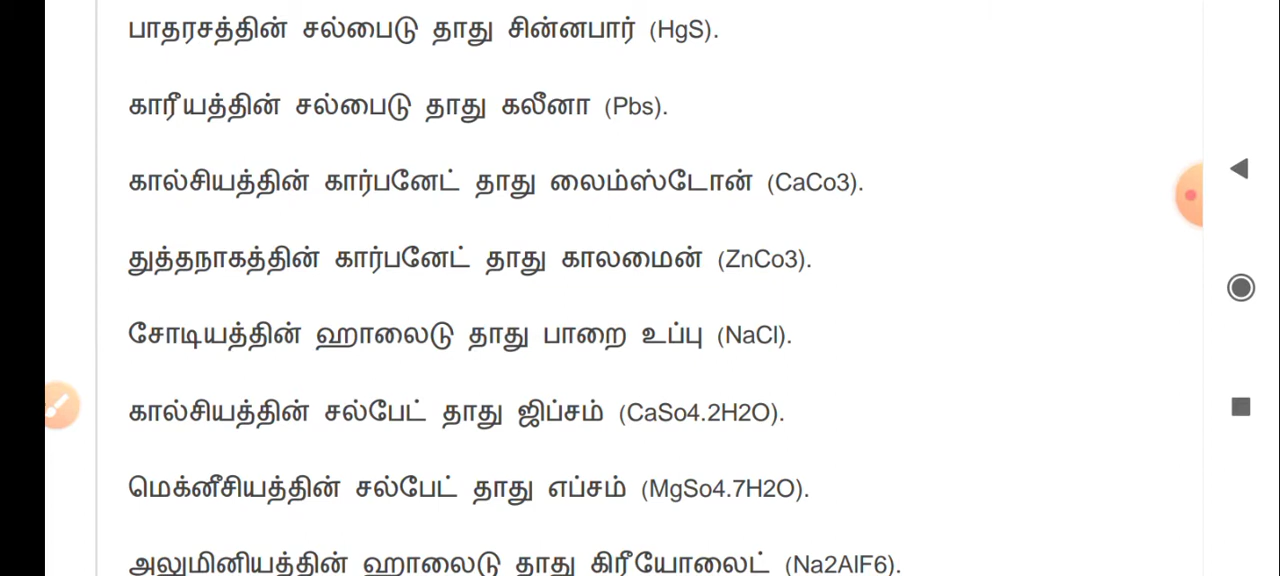 பாதரசத்தின் சல்பைடு தாது சின்னபார் (HgS).
காரீயத்தின் சல்பைடு தாது கலீனா (Pbs).
கால்சியத்தின் கார்பனேட் தாது லைம்ஸ்டோன் (CaCo3).
துத்தநாகத்தின் கார்பனேட் தாது காலமைன் (ZnCo3).
சோடியத்தின் ஹாலைடு தாது பாறை உப்பு (NaCl).
கால்சியத்தின் சல்பேட் தாது ஜிப்சம் (CaSo4.2H2O).
மெக்னீசியத்தின் சல்பேட் தாது எப்சம் (MgSo4.7H2O).
அலுமினியத்தின் ஹாலைடு தாது கிரீயோலைட் (Na2AlF6).